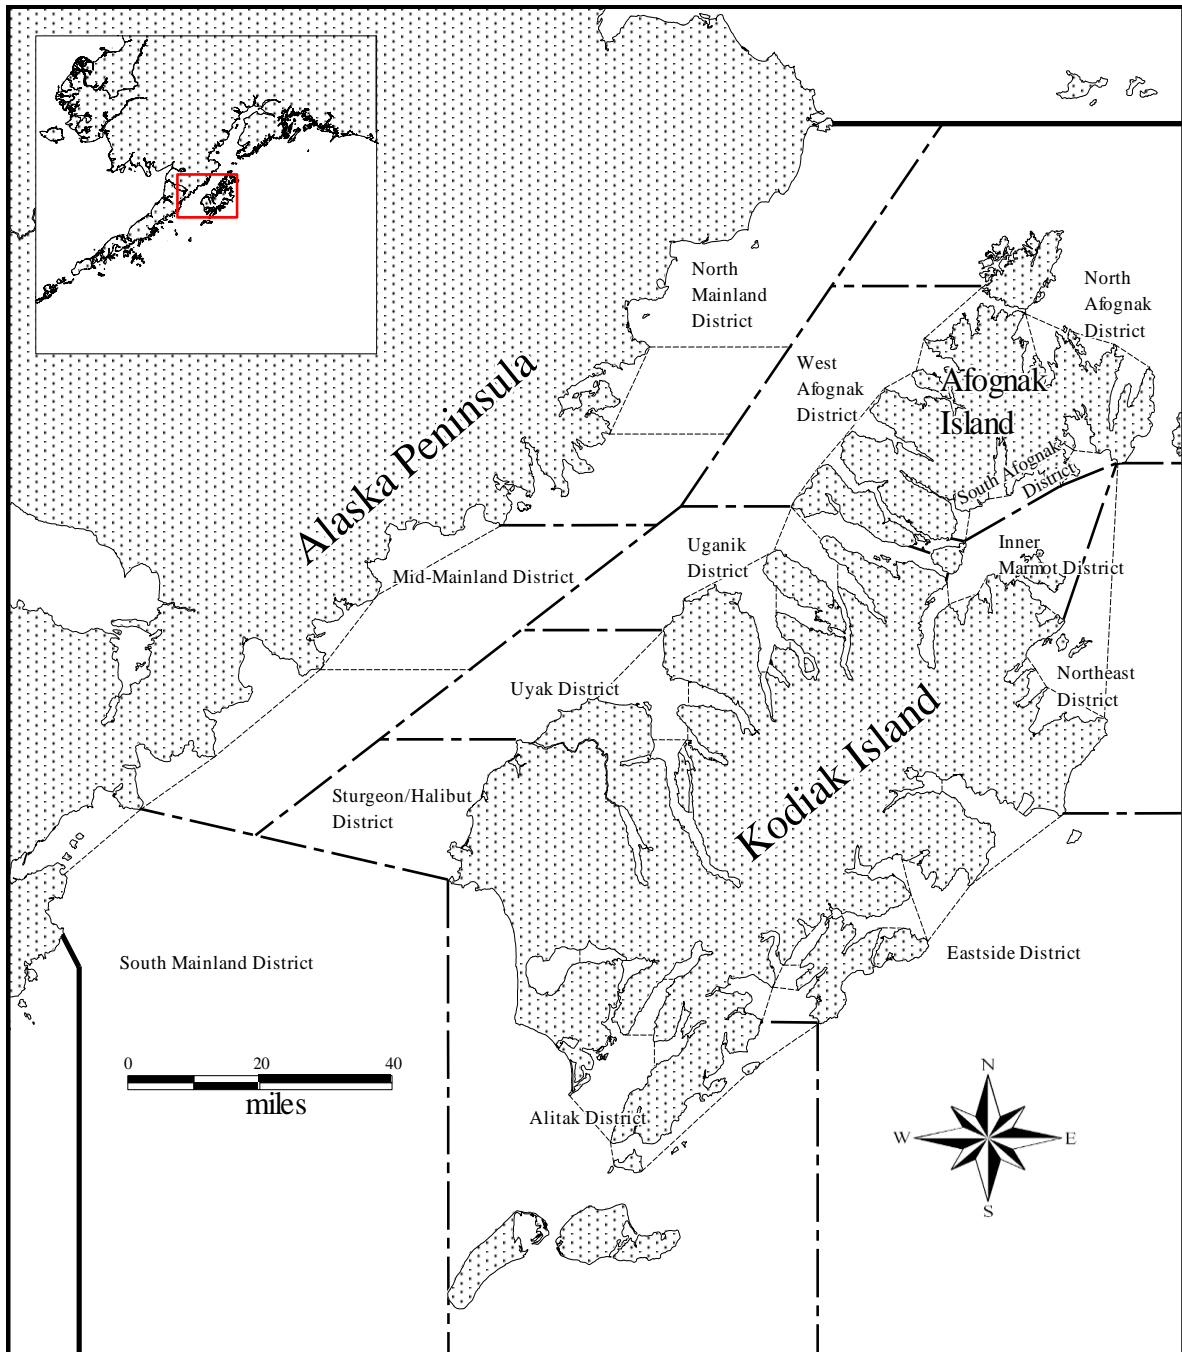 North
Mainland
District
North
Afognak
District
West
Afognak
District
Afognak
Island
Alaska Peninsula
South Afognak
District
Uganik
District
Inner
Marmot District
Mid-Mainland District
Uyak District
Northeast
District
Kodiak Island
Sturgeon/Halibut
District
South Mainland District
Eastside District
0 20 40
miles
Alitak District
N
W E
S